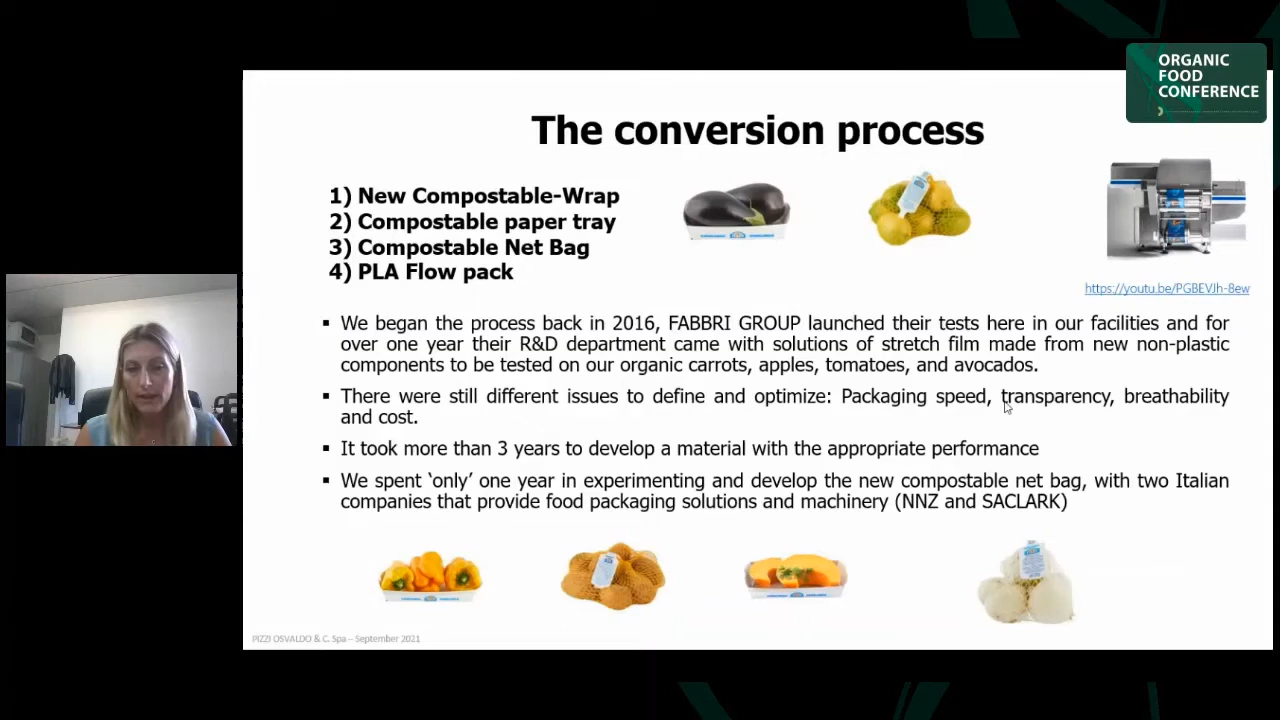 ORGANIC
FOOD
CONFERENCE
The conversion process
1) New Compostable-Wrap
2) Compostable paper tray
3) Compostable Net Bag
4) PLA Flow pack
https://youtu.be/PGBEVJh-8ew
▪ We began the process back in 2016, FABBRI GROUP launched their tests here in our facilities and for
over one year their R&D department came with solutions of stretch film made from new non-plastic
components to be tested on our organic carrots, apples, tomatoes, and avocados.
▪ There were still different issues to define and optimize: Packaging speed, transparency, breathability
and cost.
▪ It took more than 3 years to develop a material with the appropriate performance
▪ We spent ‘only’ one year in experimenting and develop the new compostable net bag, with two Italian
companies that provide food packaging solutions and machinery (NNZ and SACLARK)
PIZZI OSVALDO & C. Spa – September 2021